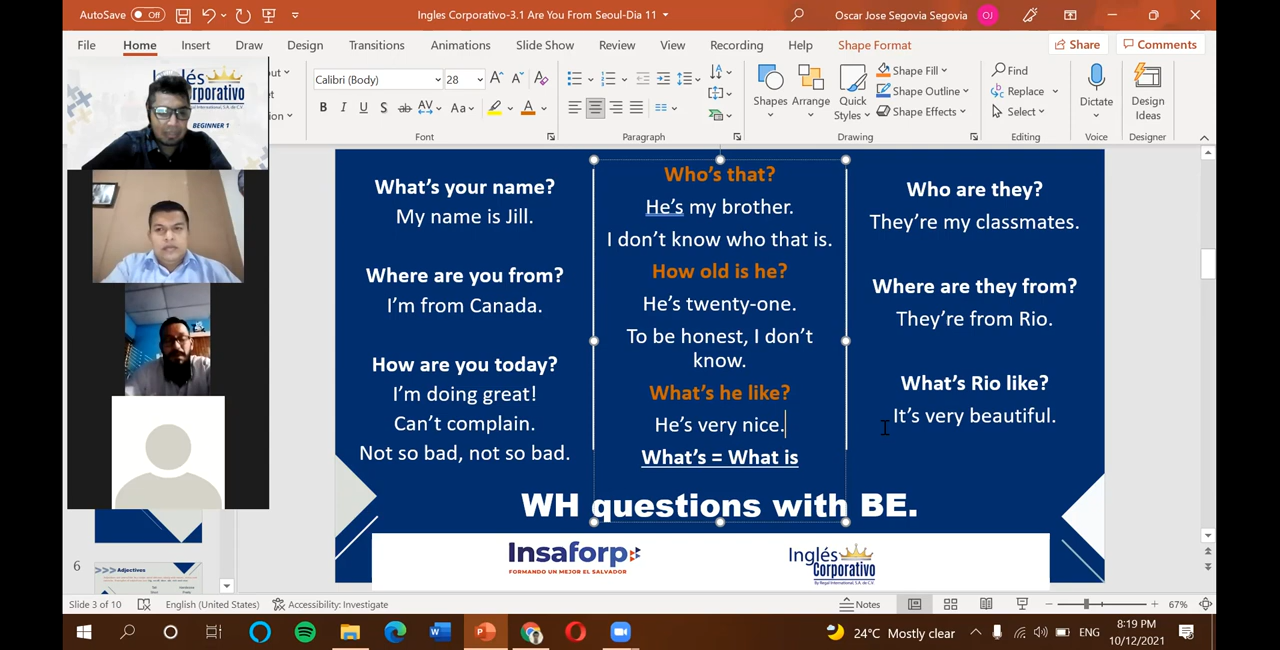 AutoSave Off
Ingles Corporativo-3.1 Are You From Seoul-Dia 11
Oscar Jose Segovia Segovia OJ
File Home Insert Draw Design Transitions Animations Slide Show Review View Recording Help Shape Format Share Comments
Calibri (Body) 28
Font
Paragraph
Shapes Arrange Quick Styles
Shape Fill
Shape Outline
Shape Effects
Drawing
Find
Replace
Select
Editing
Dictate
Voice
Design Ideas
Designer
BEGINNER 1
What's your name?
My name is Jill.
Where are you from?
I'm from Canada.
How are you today?
I'm doing great!
Can't complain.
Not so bad, not so bad.
Who's that?
He's my brother.
I don't know who that is.
How old is he?
He's twenty-one.
To be honest, I don't
know.
What's he like?
He's very nice.
What's = What is
Who are they?
They're my classmates.
Where are they from?
They're from Rio.
What's Rio like?
It's very beautiful.
WH questions with BE.
Insaforp
FORMANDO UN MEJOR EL SALVADOR
Inglés
Corporativo
By Regal International, S.A. de C.V.
6
Adjectives
Slide 3 of 10 English (United States) Accessibility: Investigate Notes 67%
24°C Mostly clear ENG
8:19 PM
10/12/2021